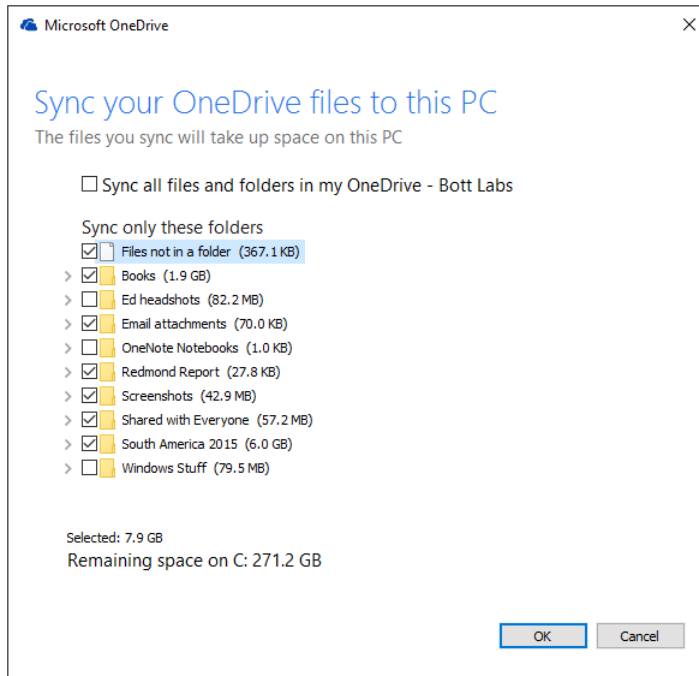 Microsoft OneDrive
Sync your OneDrive files to this PC
The files you sync will take up space on this PC
Sync all files and folders in my OneDrive - Bott Labs
Sync only these folders
Files not in a folder (367.1 KB)
Books (1.9 GB)
Ed headshots (82.2 MB)
Email attachments (70.0 KB)
OneNote Notebooks (1.0 KB)
Redmond Report (27.8 KB)
Screenshots (42.9 MB)
Shared with Everyone (57.2 MB)
South America 2015 (6.0 GB)
Windows Stuff (79.5 MB)
Selected: 7.9 GB
Remaining space on C: 271.2 GB
OK Cancel